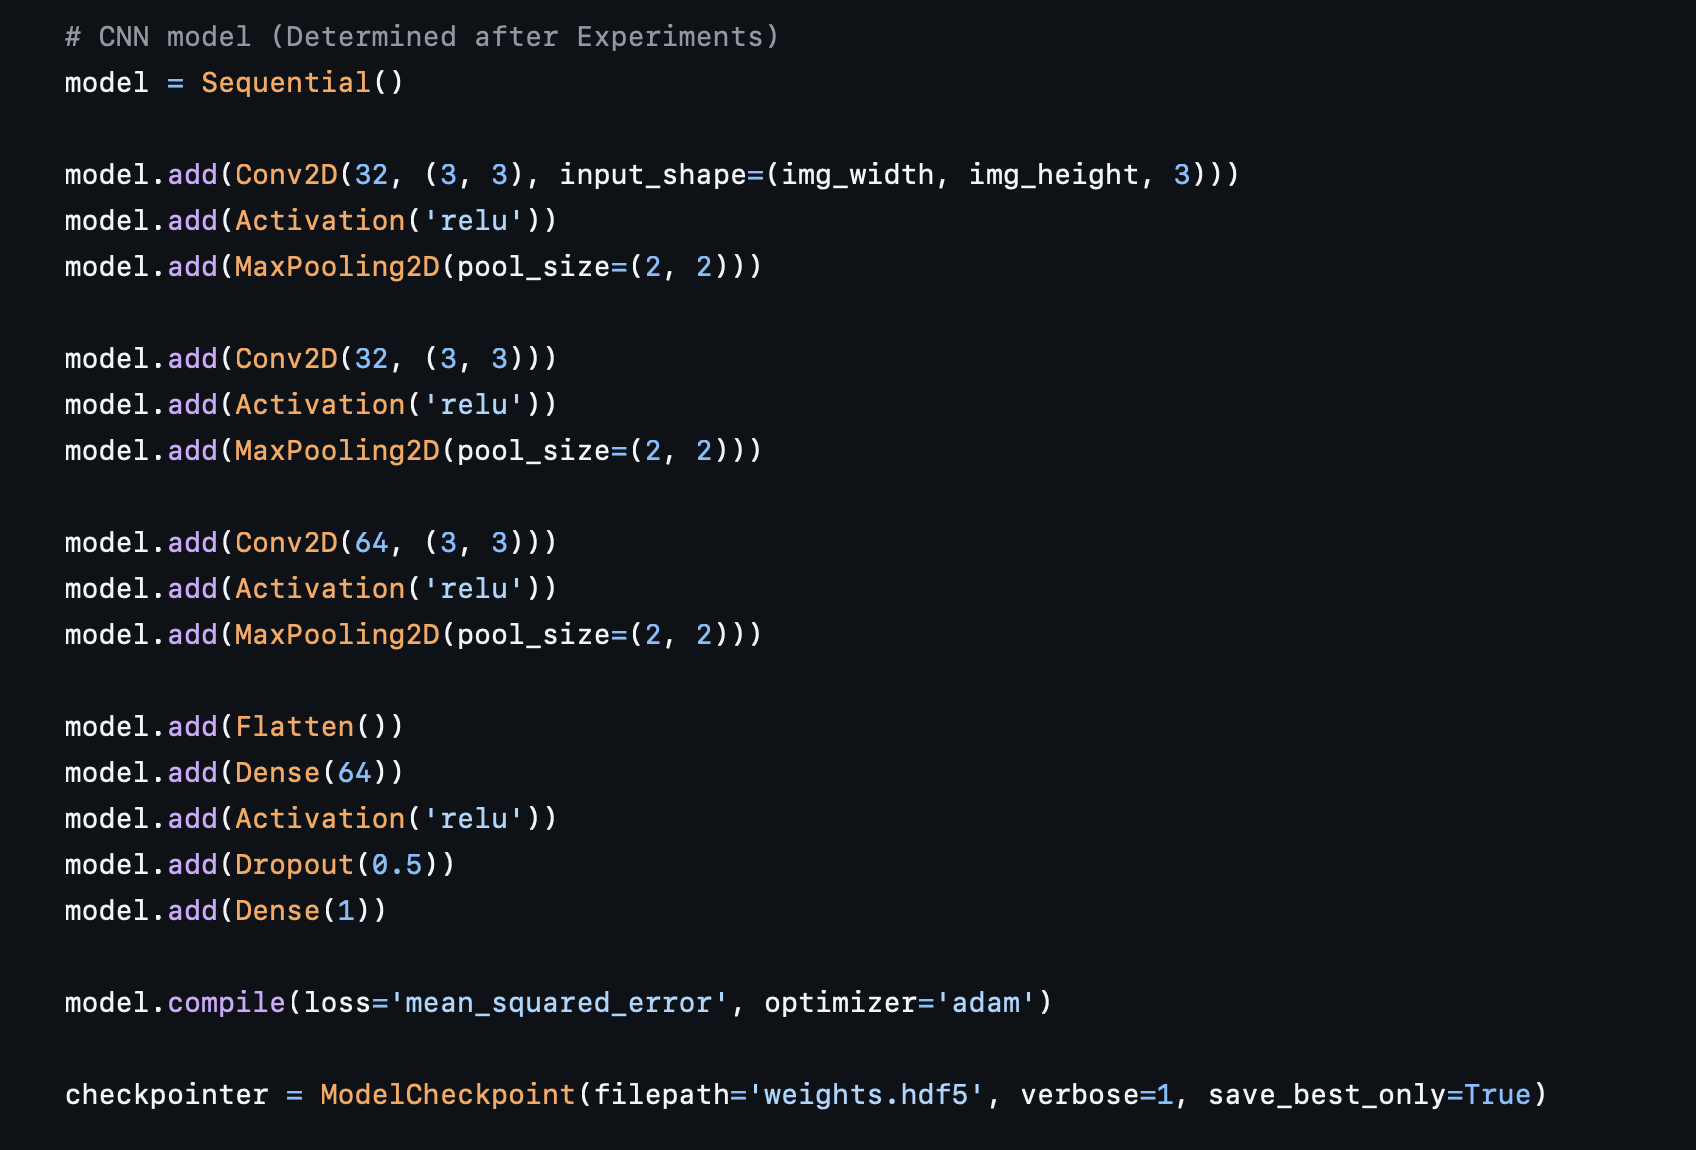 # CNN model (Determined after Experiments)
model = Sequential()
model.add(Conv2D(32, (3, 3), input_shape=(img_width, img_height, 3)))
model.add(Activation('relu'))
model.add(MaxPooling2D(pool_size=(2, 2)))
model.add(Conv2D(32, (3, 3)))
model.add(Activation('relu'))
model.add(MaxPooling2D(pool_size=(2, 2)))
model.add(Conv2D(64, (3, 3)))
model.add(Activation('relu'))
model.add(MaxPooling2D(pool_size=(2, 2)))
model.add(Flatten())
model.add(Dense(64))
model.add(Activation('relu'))
model.add(Dropout(0.5))
model.add(Dense(1))
model.compile(loss='mean_squared_error', optimizer='adam')
checkpointer = ModelCheckpoint(filepath='weights.hdf5', verbose=1, save_best_only=True)